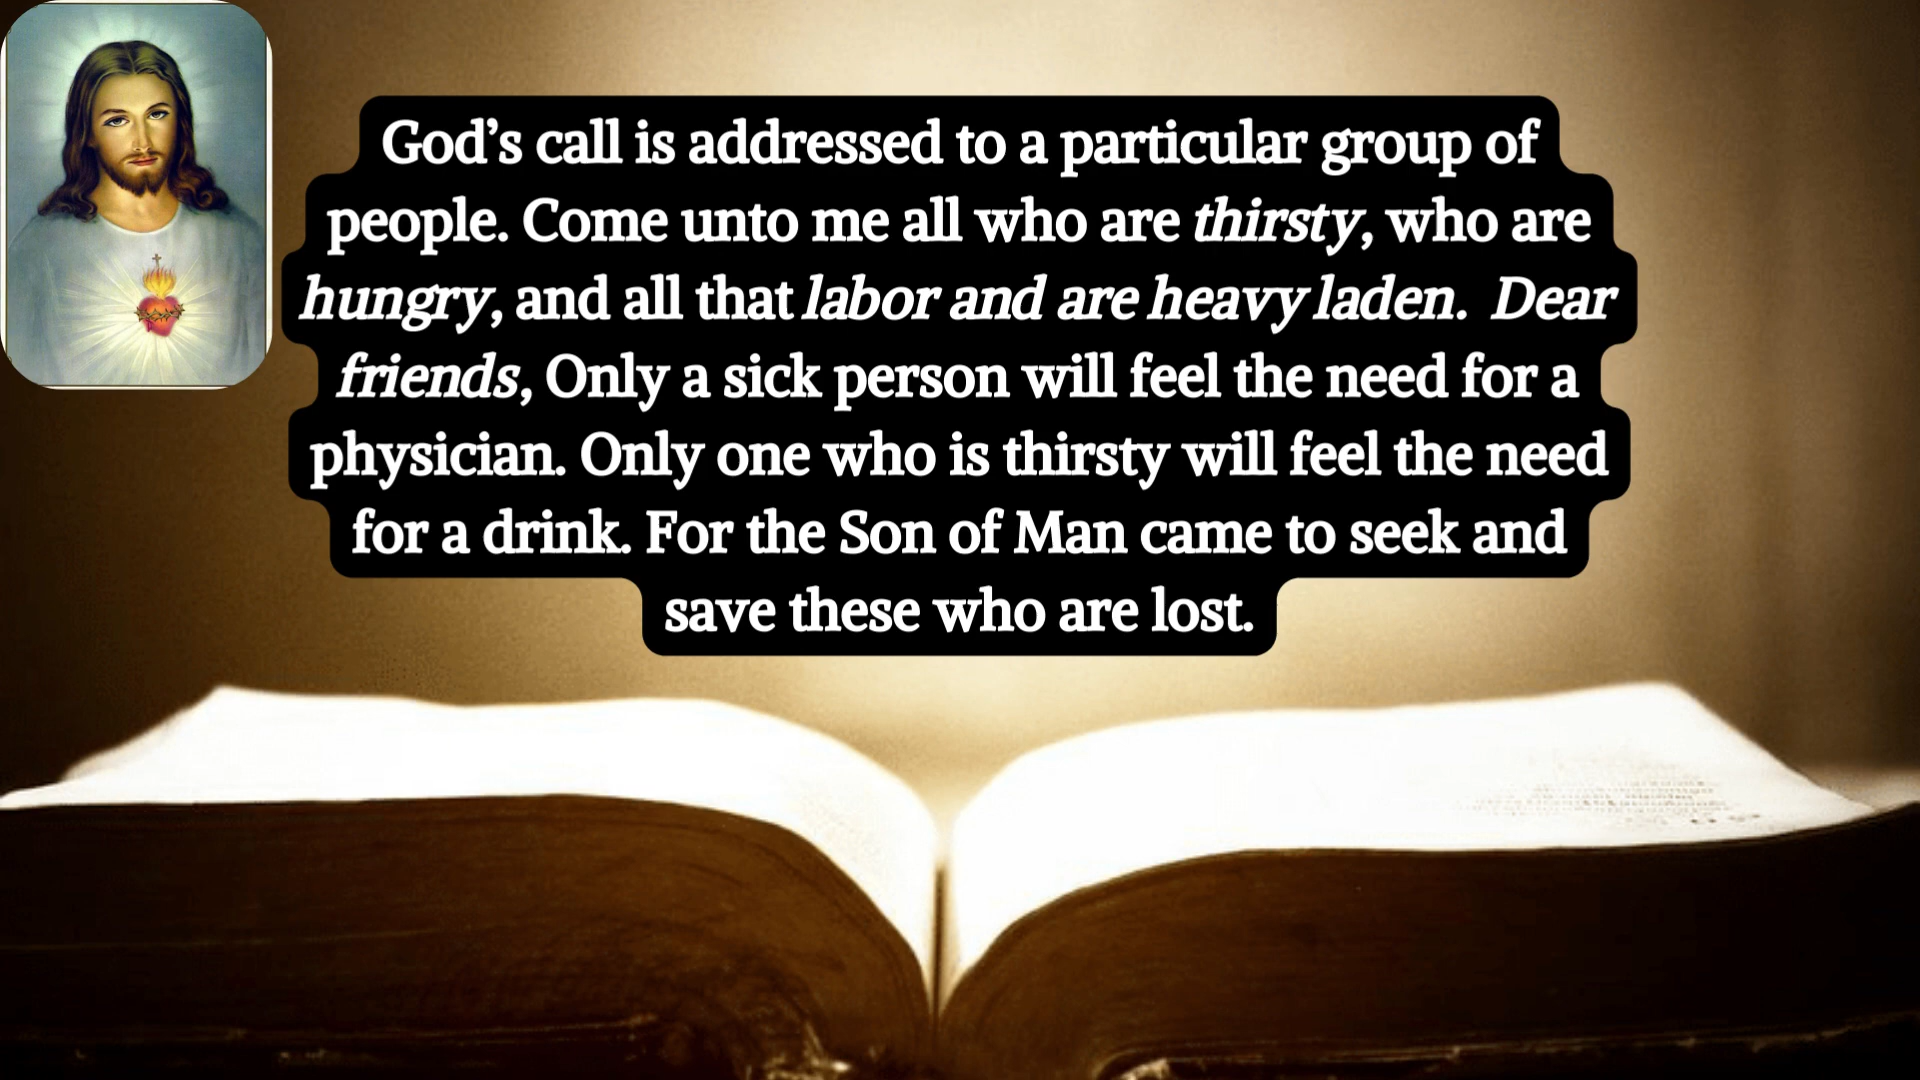 God’s call is addressed to a particular group of
people. Come unto me all who are thirsty, who are
hungry, and all that labor and are heavy laden. Dear
friends, Only a sick person will feel the need for a
physician. Only one who is thirsty will feel the need
for a drink. For the Son of Man came to seek and
save these who are lost.